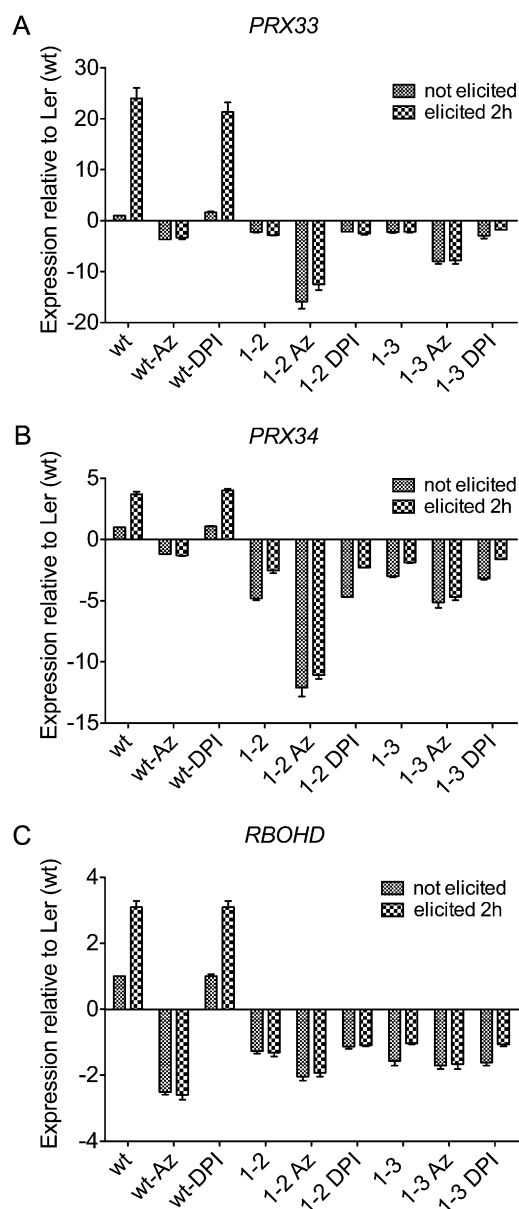 A
PRX33
Expression relative to Ler (wt)
30
20
10
0
-10
-20
not elicited
elicited 2h
wt
wt-Az
wt-DPI
1-2
1-2 Az
1-2 DPI
1-3
1-3 Az
1-3 DPI
B
PRX34
Expression relative to Ler (wt)
5
0
-5
-10
-15
not elicited
elicited 2h
wt
wt-Az
wt-DPI
1-2
1-2 Az
1-2 DPI
1-3
1-3 Az
1-3 DPI
C
RBOHD
Expression relative to Ler (wt)
4
2
0
-2
-4
not elicited
elicited 2h
wt
wt-Az
wt-DPI
1-2
1-2 Az
1-2 DPI
1-3
1-3 Az
1-3 DPI